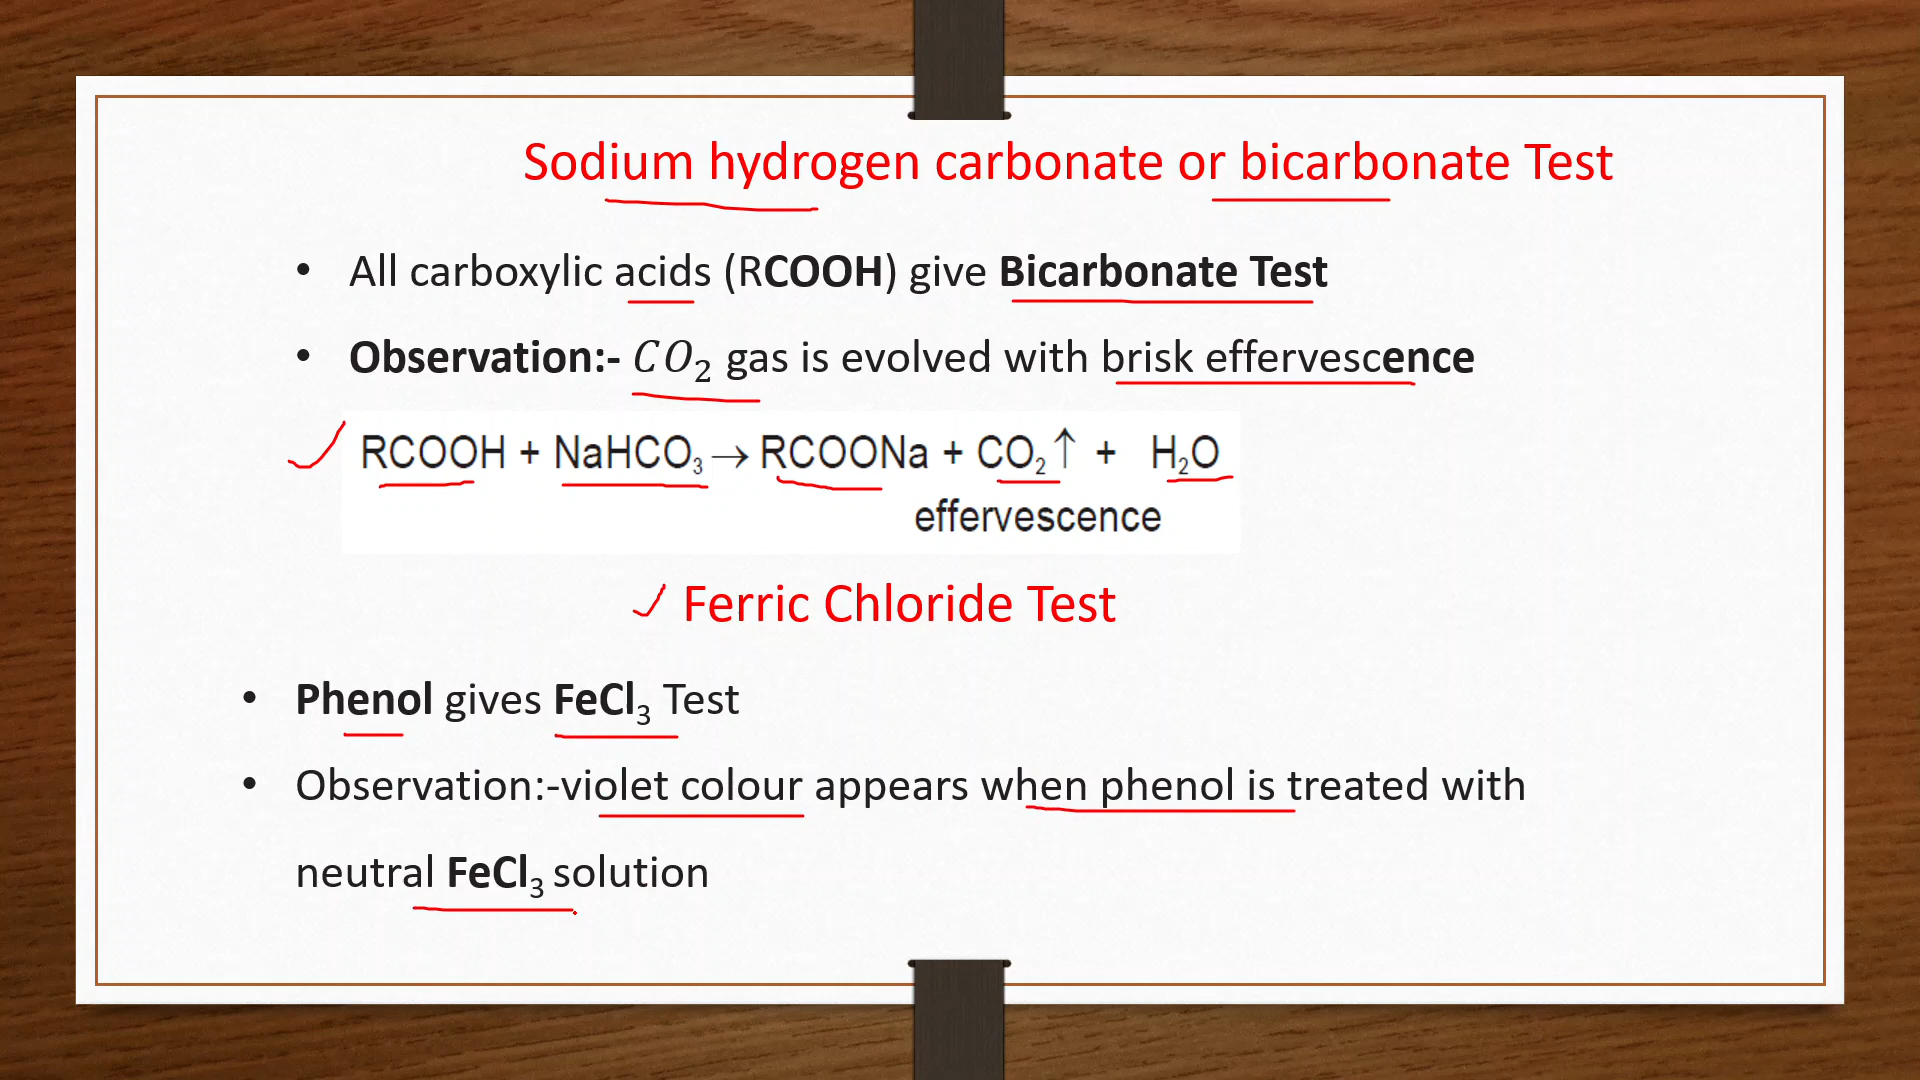 Sodium hydrogen carbonate or bicarbonate Test
• All carboxylic acids (RCOOH) give Bicarbonate Test
• Observation:- 𝐶𝑂₂ gas is evolved with brisk effervescence
RCOOH + NaHCO₃ → RCOONa + CO₂↑ + H₂O
effervescence
Ferric Chloride Test
• Phenol gives FeCl₃ Test
• Observation:-violet colour appears when phenol is treated with
neutral FeCl₃ solution